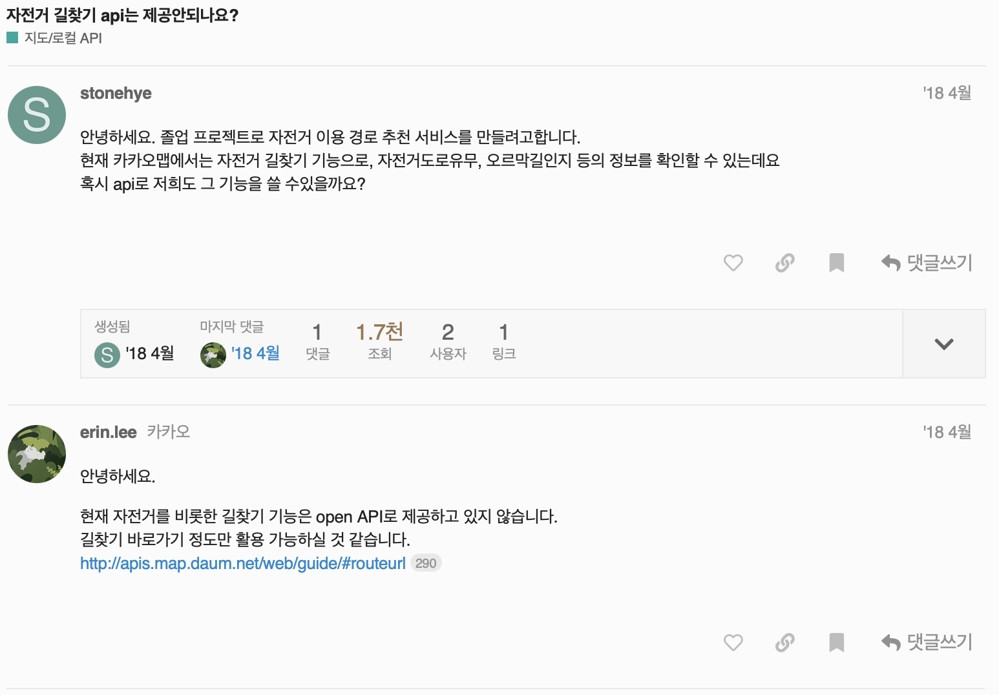 자전거 길찾기 api는 제공안되나요?
지도/로컬 API
S
stonehye
'18 4월
안녕하세요. 졸업 프로젝트로 자전거 이용 경로 추천 서비스를 만들려고합니다.
현재 카카오맵에서는 자전거 길찾기 기능으로, 자전거도로유무, 오르막길인지 등의 정보를 확인할 수 있는데요
혹시 api로 저희도 그 기능을 쓸 수있을까요?
댓글쓰기
생성됨
S '18 4월
마지막 댓글
'18 4월
1
댓글
1.7천
조회
2
사용자
1
링크
erin.lee 카카오
'18 4월
안녕하세요.
현재 자전거를 비롯한 길찾기 기능은 open API로 제공하고 있지 않습니다.
길찾기 바로가기 정도만 활용 가능하실 것 같습니다.
http://apis.map.daum.net/web/guide/#routeurl 290
댓글쓰기